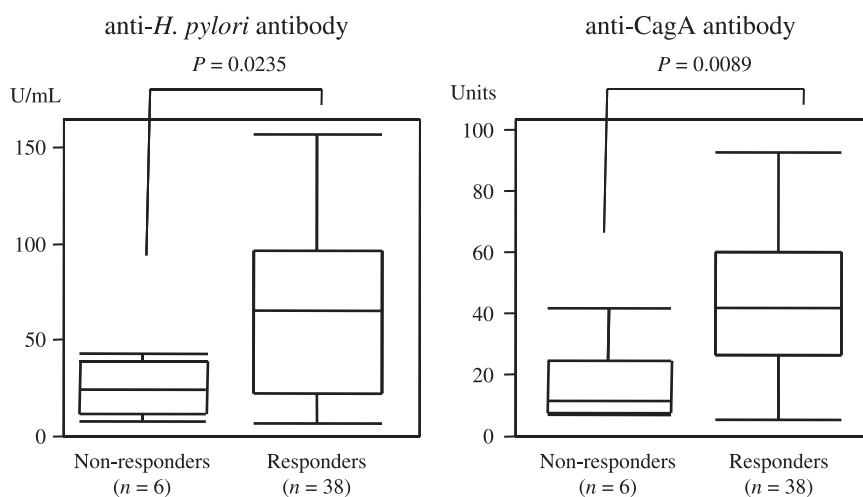 anti-H. pylori antibody
P = 0.0235
U/mL
150
100
50
0
Non-responders
(n = 6)
Responders
(n = 38)
anti-CagA antibody
P = 0.0089
Units
100
80
60
40
20
0
Non-responders
(n = 6)
Responders
(n = 38)